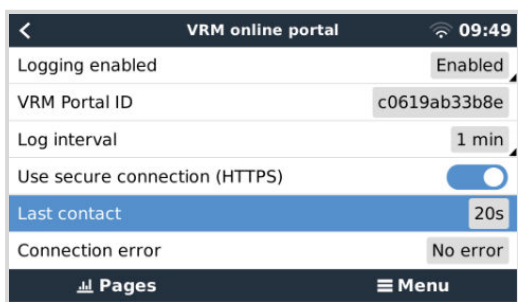 VRM online portal 09:49
Logging enabled Enabled
VRM Portal ID c0619ab33b8e
Log interval 1 min
Use secure connection (HTTPS)
Last contact 20s
Connection error No error
Pages Menu